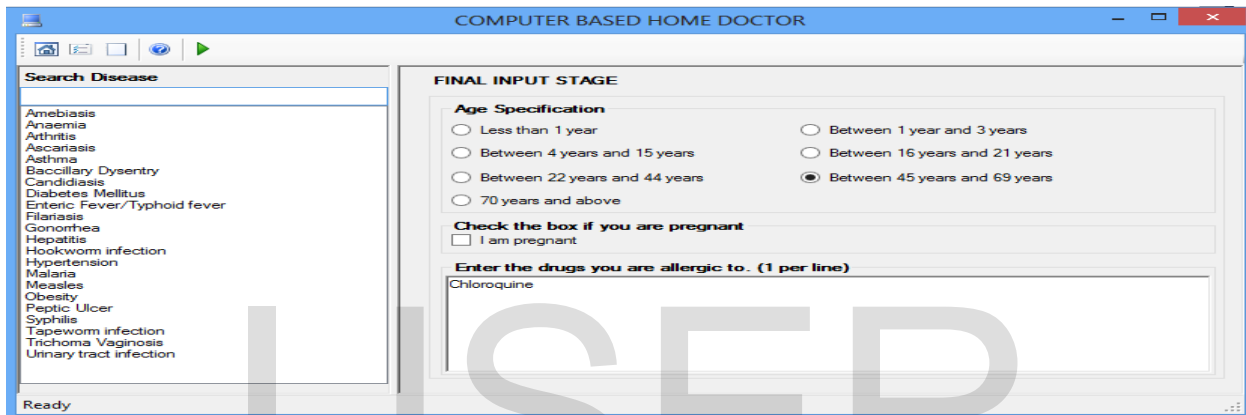 COMPUTER BASED HOME DOCTOR
Search Disease
Amebiasis
Anaemia
Arthritis
Ascariasis
Asthma
Baccillary Dysentry
Candidiasis
Diabetes Mellitus
Enteric Fever/Typhoid fever
Filariasis
Gonorrhea
Hepatitis
Hookworm infection
Hypertension
Malaria
Measles
Obesity
Peptic Ulcer
Syphilis
Tapeworm infection
Trichoma Vaginosis
Urinary tract infection
FINAL INPUT STAGE
Age Specification
Less than 1 year
Between 1 year and 3 years
Between 4 years and 15 years
Between 16 years and 21 years
Between 22 years and 44 years
Between 45 years and 69 years
70 years and above
Check the box if you are pregnant
I am pregnant
Enter the drugs you are allergic to. (1 per line)
Chloroquine
Ready